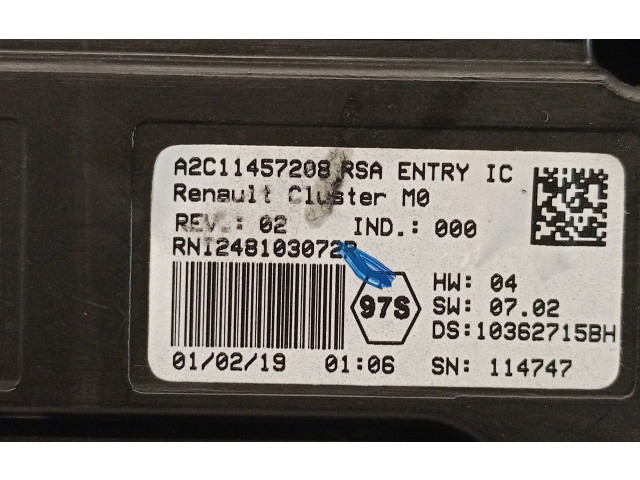 A2C11457208 RSA ENTRY IC
Renault Cluster M0
REV.: 02 IND.: 000
97S
HW: 04
SW: 07.02
DS:10362715BH
01/02/19 01:06 SN: 114747